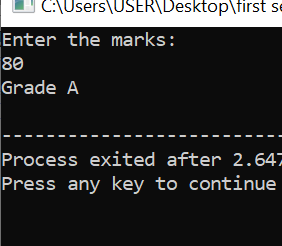 C:\Users\USER\Desktop\first se
Enter the marks:
80
Grade A
--------------------------
Process exited after 2.647
Press any key to continue